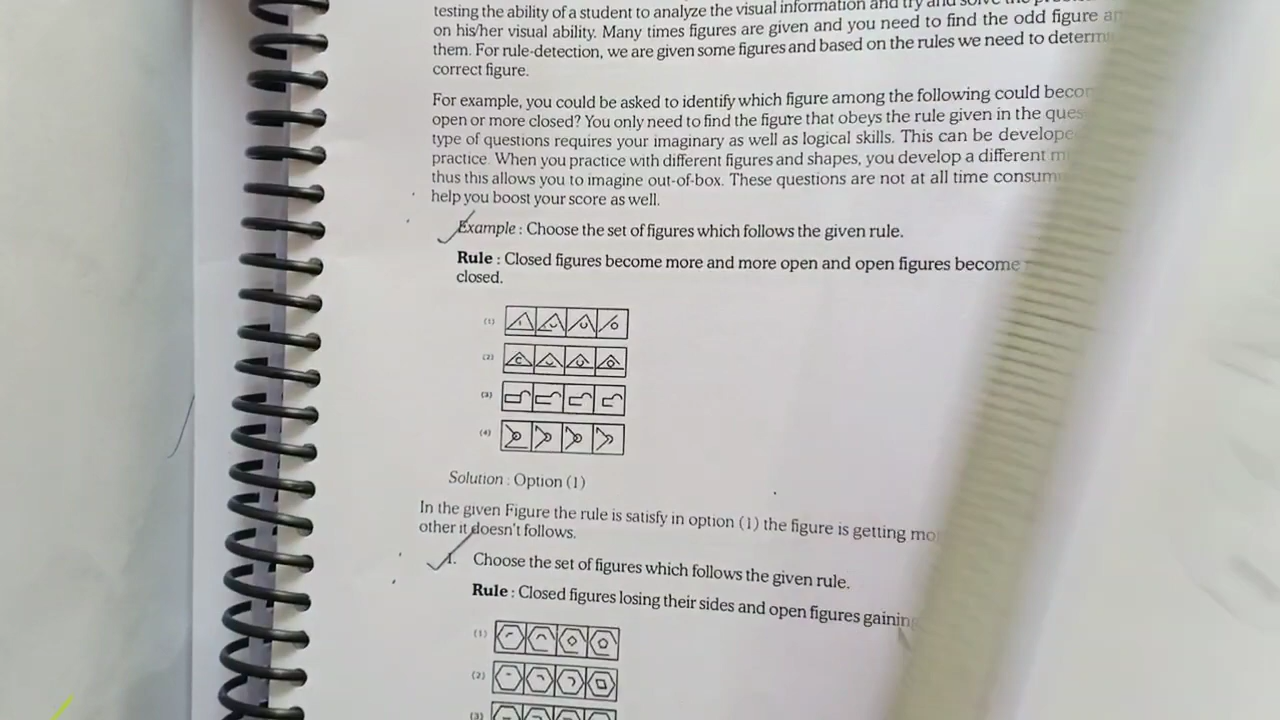 testing the ability of a student to analyze the visual information and try and solve the
on his/her visual ability. Many times figures are given and you need to find the odd figure
them. For rule-detection, we are given some figures and based on the rules we need to
correct figure.
For example, you could be asked to identify which figure among the following could
open or more closed? You only need to find the figure that obeys the rule given in the
type of questions requires your imaginary as well as logical skills. This can be
practice. When you practice with different figures and shapes, you develop a different
thus this allows you to imagine out-of-box. These questions are not at all time
help you boost your score as well.
Example : Choose the set of figures which follows the given rule.
Rule : Closed figures become more and more open and open figures become
closed.
(1)
(2)
(3)
(4)
Solution : Option (1)
In the given Figure the rule is satisfy in option (1) the figure is getting
other it doesn't follows.
1. Choose the set of figures which follows the given rule.
Rule : Closed figures losing their sides and open figures
(1)
(2)
(3)